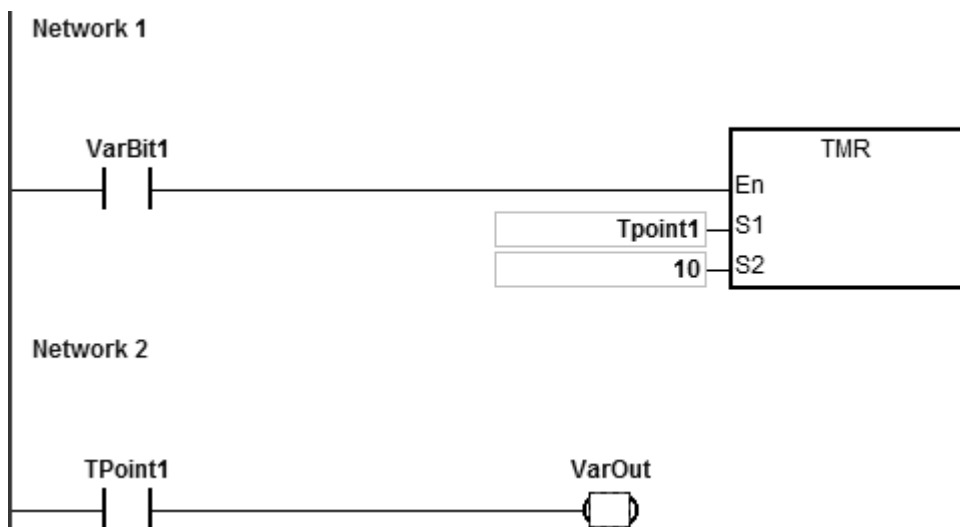 Network 1
VarBit1
TMR
En
Tpoint1 S1
10 S2
Network 2
TPoint1 VarOut